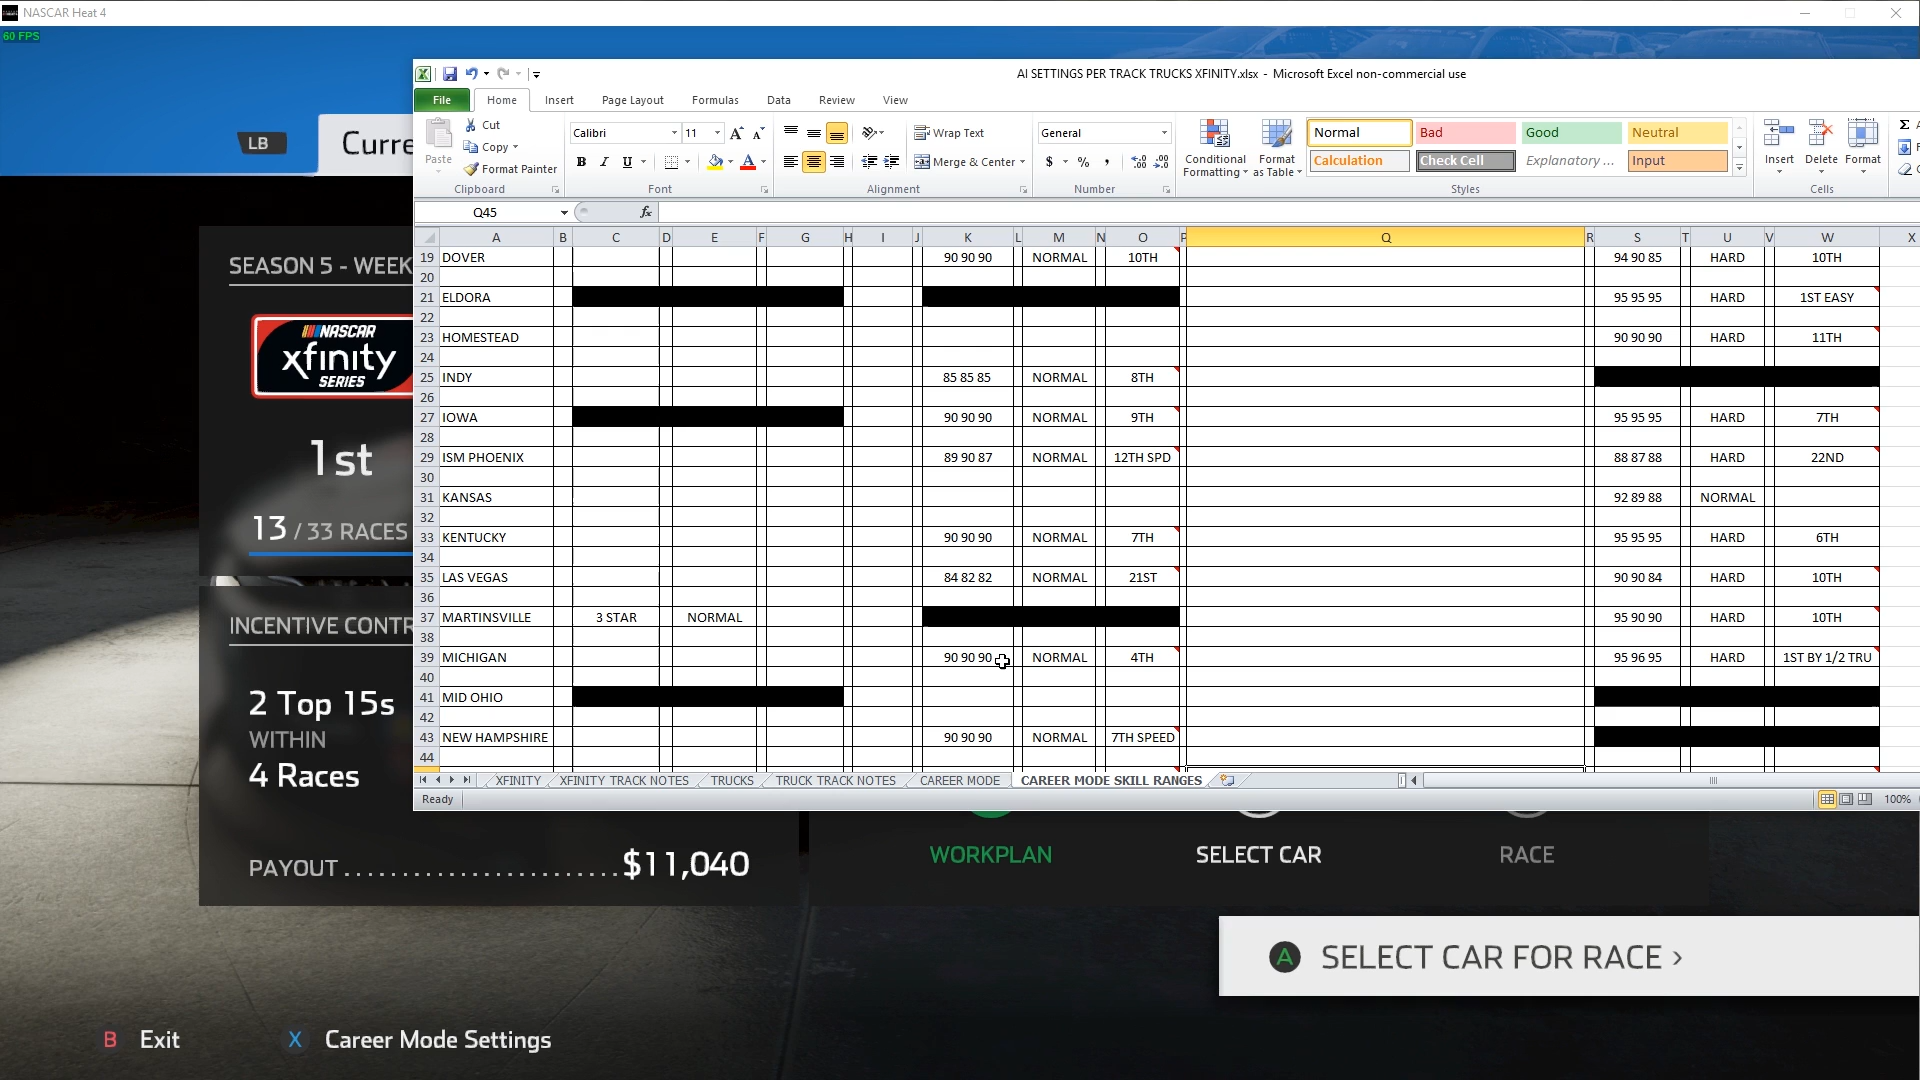 NASCAR Heat 4
60 FPS
AI SETTINGS PER TRACK TRUCKS XFINITY.xlsx - Microsoft Excel non-commercial use
File Home Insert Page Layout Formulas Data Review View
Paste
Cut
Copy
Format Painter
Clipboard
Calibri 11
B I U
Font
Wrap Text
Merge & Center
Alignment
General
$ % ,
Number
Conditional Formatting
Format as Table
Normal Bad Good Neutral
Calculation Check Cell Explanatory ... Input
Styles
Insert Delete Format
Cells
Q45 fx
A B C D E F G H I J K L M N O P Q R S T U V W X
19 DOVER 90 90 90 NORMAL 10TH 94 90 85 HARD 10TH
20
21 ELDORA 95 95 95 HARD 1ST EASY
22
23 HOMESTEAD 90 90 90 HARD 11TH
24
25 INDY 85 85 85 NORMAL 8TH
26
27 IOWA 90 90 90 NORMAL 9TH 95 95 95 HARD 7TH
28
29 ISM PHOENIX 89 90 87 NORMAL 12TH SPD 88 87 88 HARD 22ND
30
31 KANSAS 92 89 88 NORMAL
32
33 KENTUCKY 90 90 90 NORMAL 7TH 95 95 95 HARD 6TH
34
35 LAS VEGAS 84 82 82 NORMAL 21ST 90 90 84 HARD 10TH
36
37 MARTINSVILLE 3 STAR NORMAL 95 90 90 HARD 10TH
38
39 MICHIGAN 90 90 90 NORMAL 4TH 95 96 95 HARD 1ST BY 1/2 TRU
40
41 MID OHIO
42
43 NEW HAMPSHIRE 90 90 90 NORMAL 7TH SPEED
44
XFINITY XFINITY TRACK NOTES TRUCKS TRUCK TRACK NOTES CAREER MODE CAREER MODE SKILL RANGES
Ready 100%
LB Curre
SEASON 5 - WEEK
NASCAR
xfinity
SERIES
1st
13 / 33 RACES
INCENTIVE CONTR
2 Top 15s
WITHIN
4 Races
PAYOUT ........................ $11,040
WORKPLAN SELECT CAR RACE
A SELECT CAR FOR RACE >
B Exit X Career Mode Settings